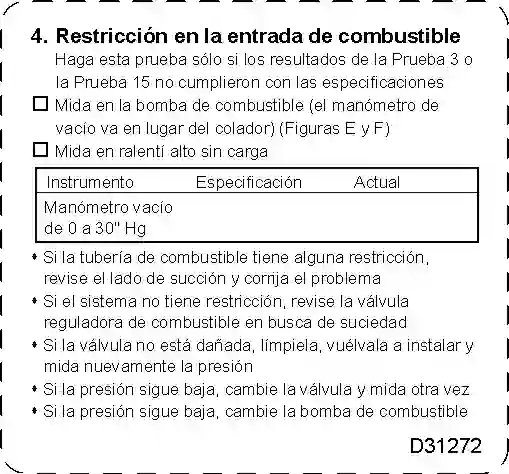 4. Restricción en la entrada de combustible
Haga esta prueba sólo si los resultados de la Prueba 3 o
la Prueba 15 no cumplieron con las especificaciones
☐ Mida en la bomba de combustible (el manómetro de
vacío va en lugar del colador) (Figuras E y F)
☐ Mida en ralentí alto sin carga
Instrumento Especificación Actual
Manómetro vacío
de 0 a 30" Hg
• Si la tubería de combustible tiene alguna restricción,
revise el lado de succión y corrija el problema
• Si el sistema no tiene restricción, revise la válvula
reguladora de combustible en busca de suciedad
• Si la válvula no está dañada, límpiela, vuélvala a instalar y
mida nuevamente la presión
• Si la presión sigue baja, cambie la válvula y mida otra vez
• Si la presión sigue baja, cambie la bomba de combustible
D31272